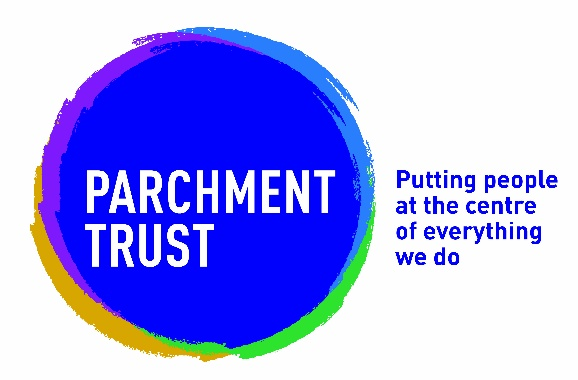 PARCHMENT
TRUST
Putting people
at the centre
of everything
we do